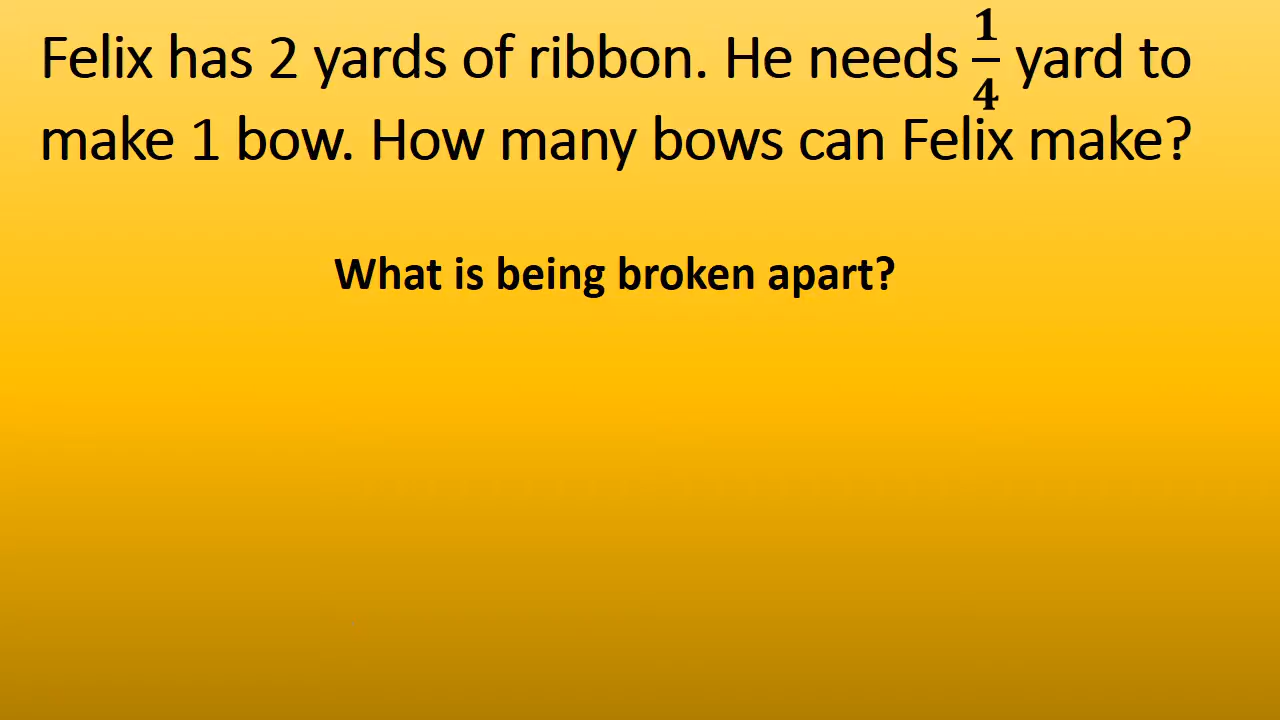 Felix has 2 yards of ribbon. He needs 1/4 yard to
make 1 bow. How many bows can Felix make?
What is being broken apart?